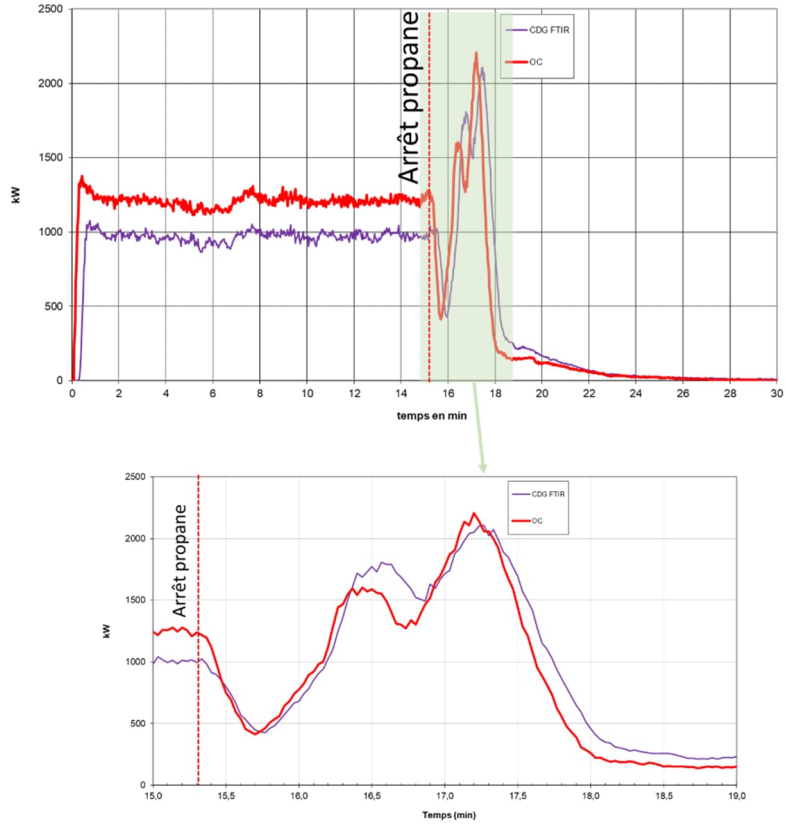 2500
2000
1500
1000
500
0
kW
Arrêt propane
CDG FTIR
OC
0 2 4 6 8 10 12 14 16 18 20 22 24 26 28 30
temps en min
2500
2000
1500
1000
500
0
kW
Arrêt propane
CDG FTIR
OC
15,0 15,5 16,0 16,5 17,0 17,5 18,0 18,5 19,0
Temps (min)